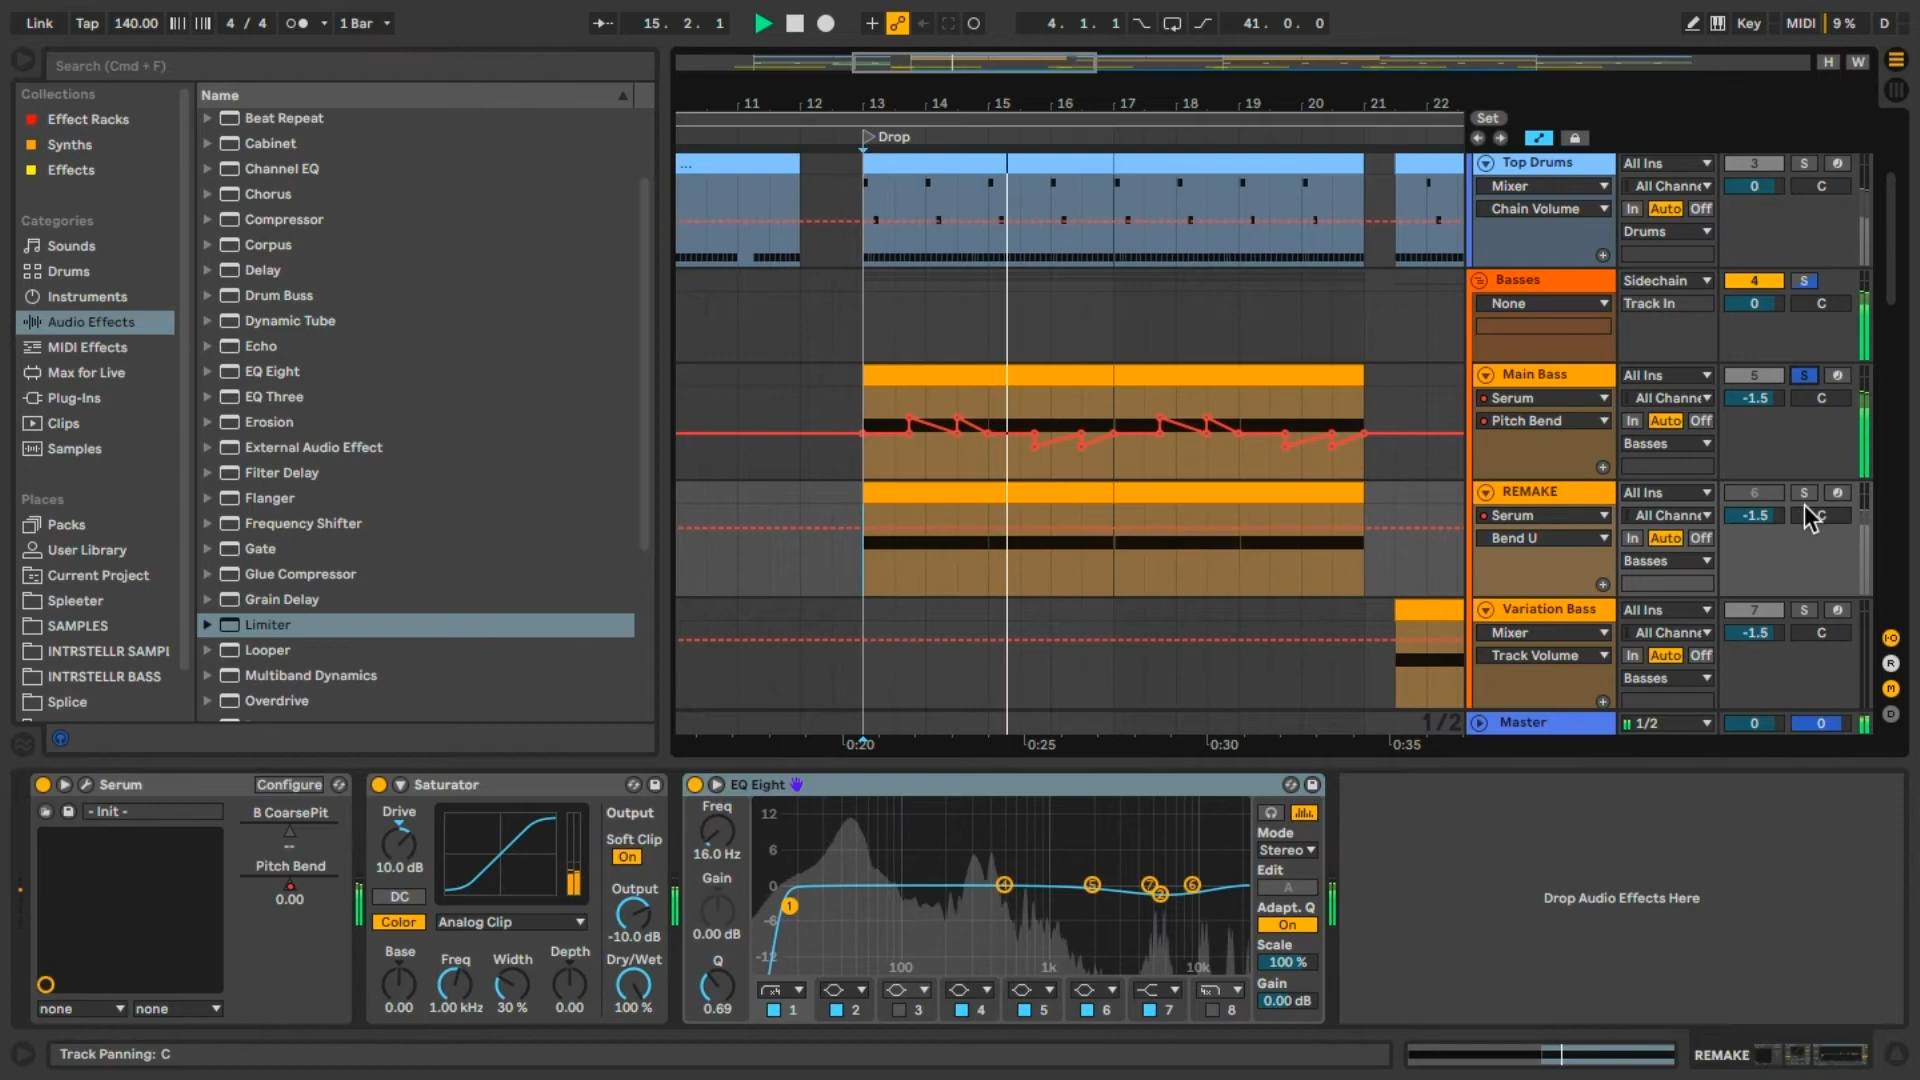 Link Tap 140.00 4 / 4 1 Bar 15. 2. 1 4. 1. 1 41. 0. 0 Key MIDI 9 % D
Search (Cmd + F)
H W
Collections
Effect Racks
Synths
Effects
Categories
Sounds
Drums
Instruments
Audio Effects
MIDI Effects
Max for Live
Plug-Ins
Clips
Samples
Places
Packs
User Library
Current Project
Spleeter
SAMPLES
INTRSTELLR SAMPL
INTRSTELLR BASS
Splice
Name
Beat Repeat
Cabinet
Channel EQ
Chorus
Compressor
Corpus
Delay
Drum Buss
Dynamic Tube
Echo
EQ Eight
EQ Three
Erosion
External Audio Effect
Filter Delay
Flanger
Frequency Shifter
Gate
Glue Compressor
Grain Delay
Limiter
Looper
Multiband Dynamics
Overdrive
11 12 13 14 15 16 17 18 19 20 21 22
Set
Drop
...
Top Drums All Ins 3 S
Mixer All Channe 0 C
Chain Volume In Auto Off
Drums
Basses Sidechain 4 S
None Track In 0 C
Main Bass All Ins 5 S
Serum All Channe -1.5 C
Pitch Bend In Auto Off
Basses
REMAKE All Ins 6 S
Serum All Channe -1.5 C
Bend U In Auto Off
Basses
Variation Bass All Ins 7 S
Mixer All Channe -1.5 C
Track Volume In Auto Off
Basses
1/2 Master 1/2 0 0
0:20 0:25 0:30 0:35
I-O
R
M
D
Serum Configure
- Init -
B CoarsePit
--
Pitch Bend
0.00
none none
Saturator
Drive
10.0 dB
DC
Color Analog Clip
Output
Soft Clip
On
Output
-10.0 dB
Base Freq Width Depth Dry/Wet
0.00 1.00 kHz 30 % 0.00 100 %
EQ Eight
Freq
16.0 Hz
Gain
0.00 dB
Q
0.69
12
6
0
-6
-12
1 4 5 7 2 6
100 1k 10k
x4 x4
1 2 3 4 5 6 7 8
Mode
Stereo
Edit
A
Adapt. Q
On
Scale
100 %
Gain
0.00 dB
Drop Audio Effects Here
Track Panning: C
REMAKE